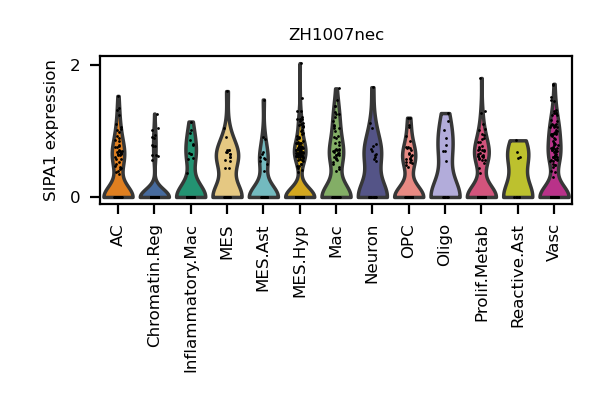 ZH1007nec
SIPA1 expression
2
0
AC
Chromatin.Reg
Inflammatory.Mac
MES
MES.Ast
MES.Hyp
Mac
Neuron
OPC
Oligo
Prolif.Metab
Reactive.Ast
Vasc